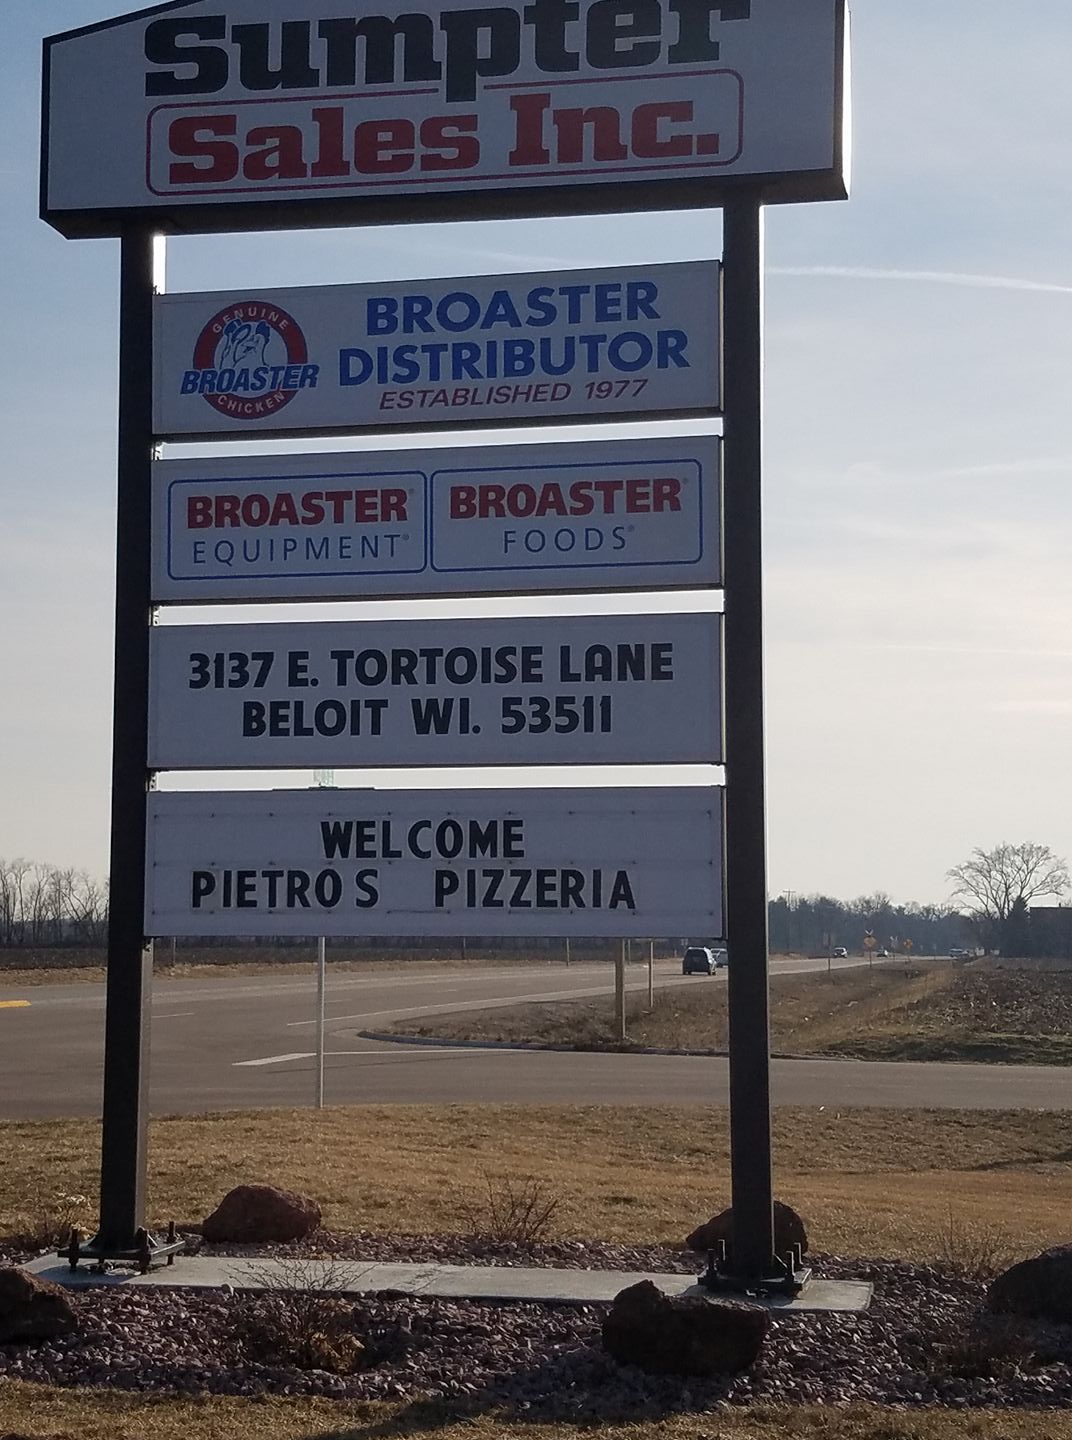 Sumpter
Sales Inc.
GENUINE
BROASTER
CHICKEN
BROASTER
DISTRIBUTOR
ESTABLISHED 1977
BROASTER®
EQUIPMENT®
BROASTER®
FOODS®
3137 E. TORTOISE LANE
BELOIT WI. 53511
WELCOME
PIETROS PIZZERIA